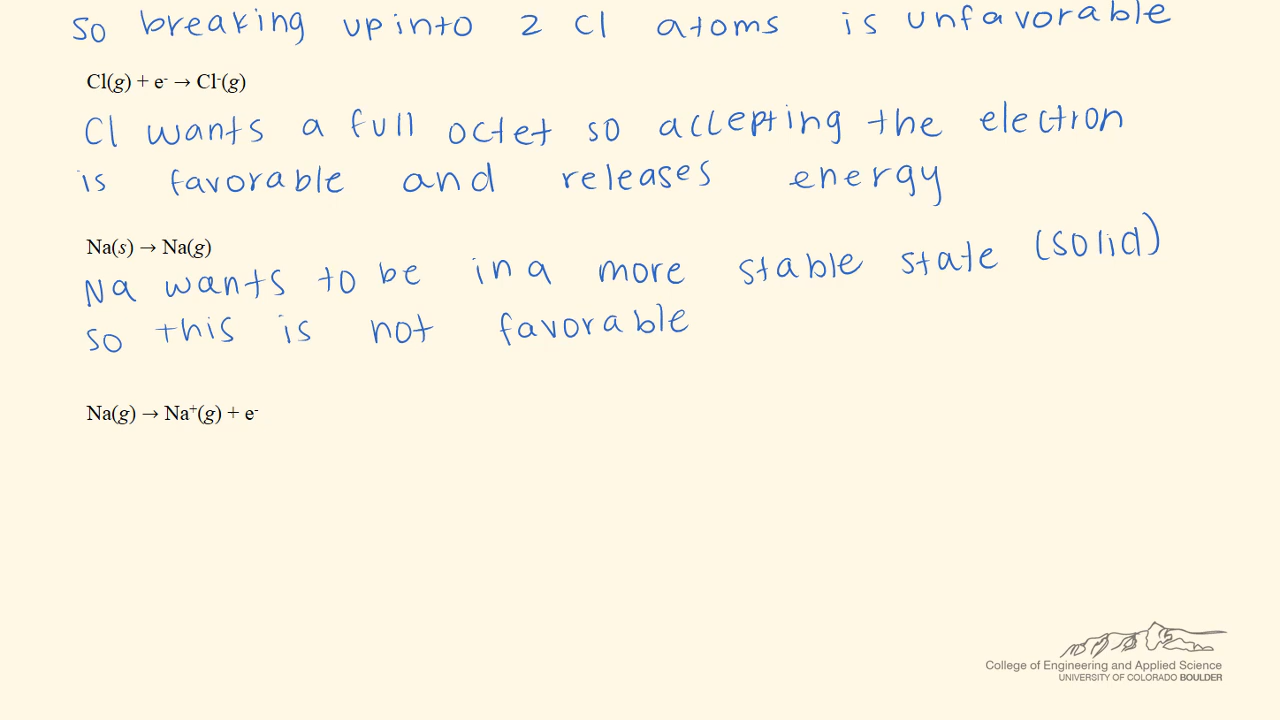 so breaking up into 2 Cl atoms is unfavorable
Cl(g) + e⁻ → Cl⁻(g)
Cl wants a full octet so accepting the electron
is favorable and releases energy
Na(s) → Na(g)
Na wants to be in a more stable state (solid)
so this is not favorable
Na(g) → Na⁺(g) + e⁻
College of Engineering and Applied Science
UNIVERSITY OF COLORADO BOULDER